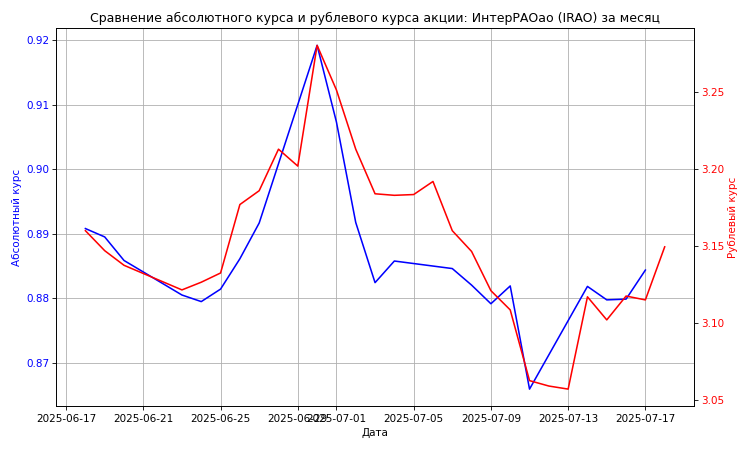 Сравнение абсолютного курса и рублевого курса акции: ИнтерРАОао (IRAO) за месяц
0.92
0.91
0.90
0.89
0.88
0.87
Абсолютный курс
3.25
3.20
3.15
3.10
3.05
Рублевый курс
2025-06-17 2025-06-21 2025-06-25 2025-06-29 2025-07-01 2025-07-05 2025-07-09 2025-07-13 2025-07-17
Дата